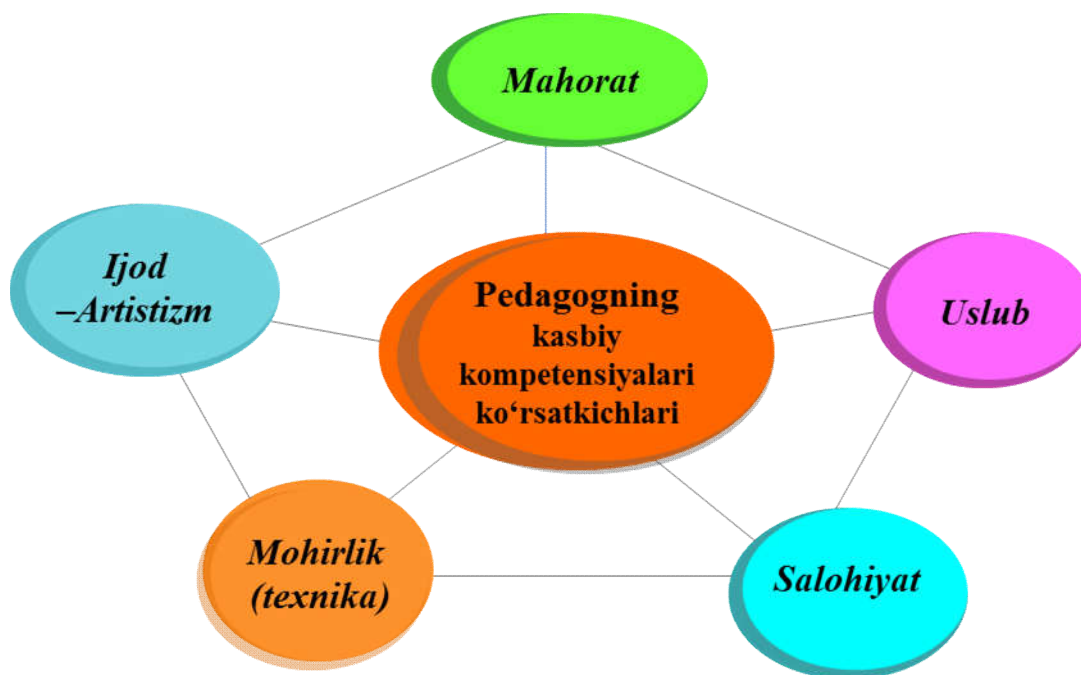 Mahorat
Ijod
–Artistizm
Pedagogning
kasbiy
kompetensiyalari
ko‘rsatkichlari
Uslub
Mohirlik
(texnika)
Salohiyat